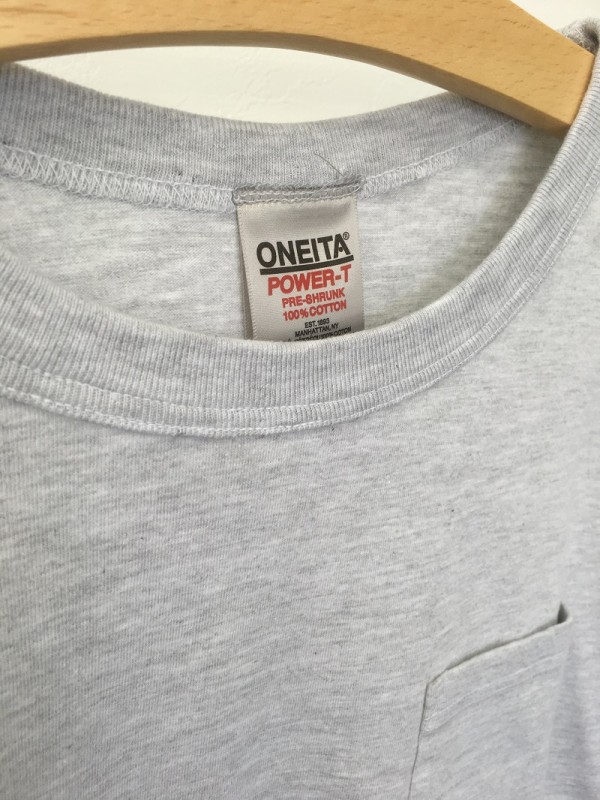 ONEITA®
POWER-T
PRE-SHRUNK
100% COTTON
EST. 1893
MANHATTAN, NY